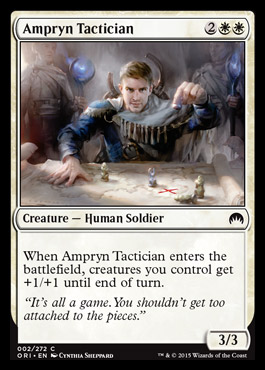 Ampryn Tactician 2
Creature — Human Soldier
When Ampryn Tactician enters the
battlefield, creatures you control get
+1/+1 until end of turn.
“It’s all a game. You shouldn’t get too
attached to the pieces.”
3/3
002/272 C
ORI • EN Cynthia Sheppard
™ & © 2015 Wizards of the Coast